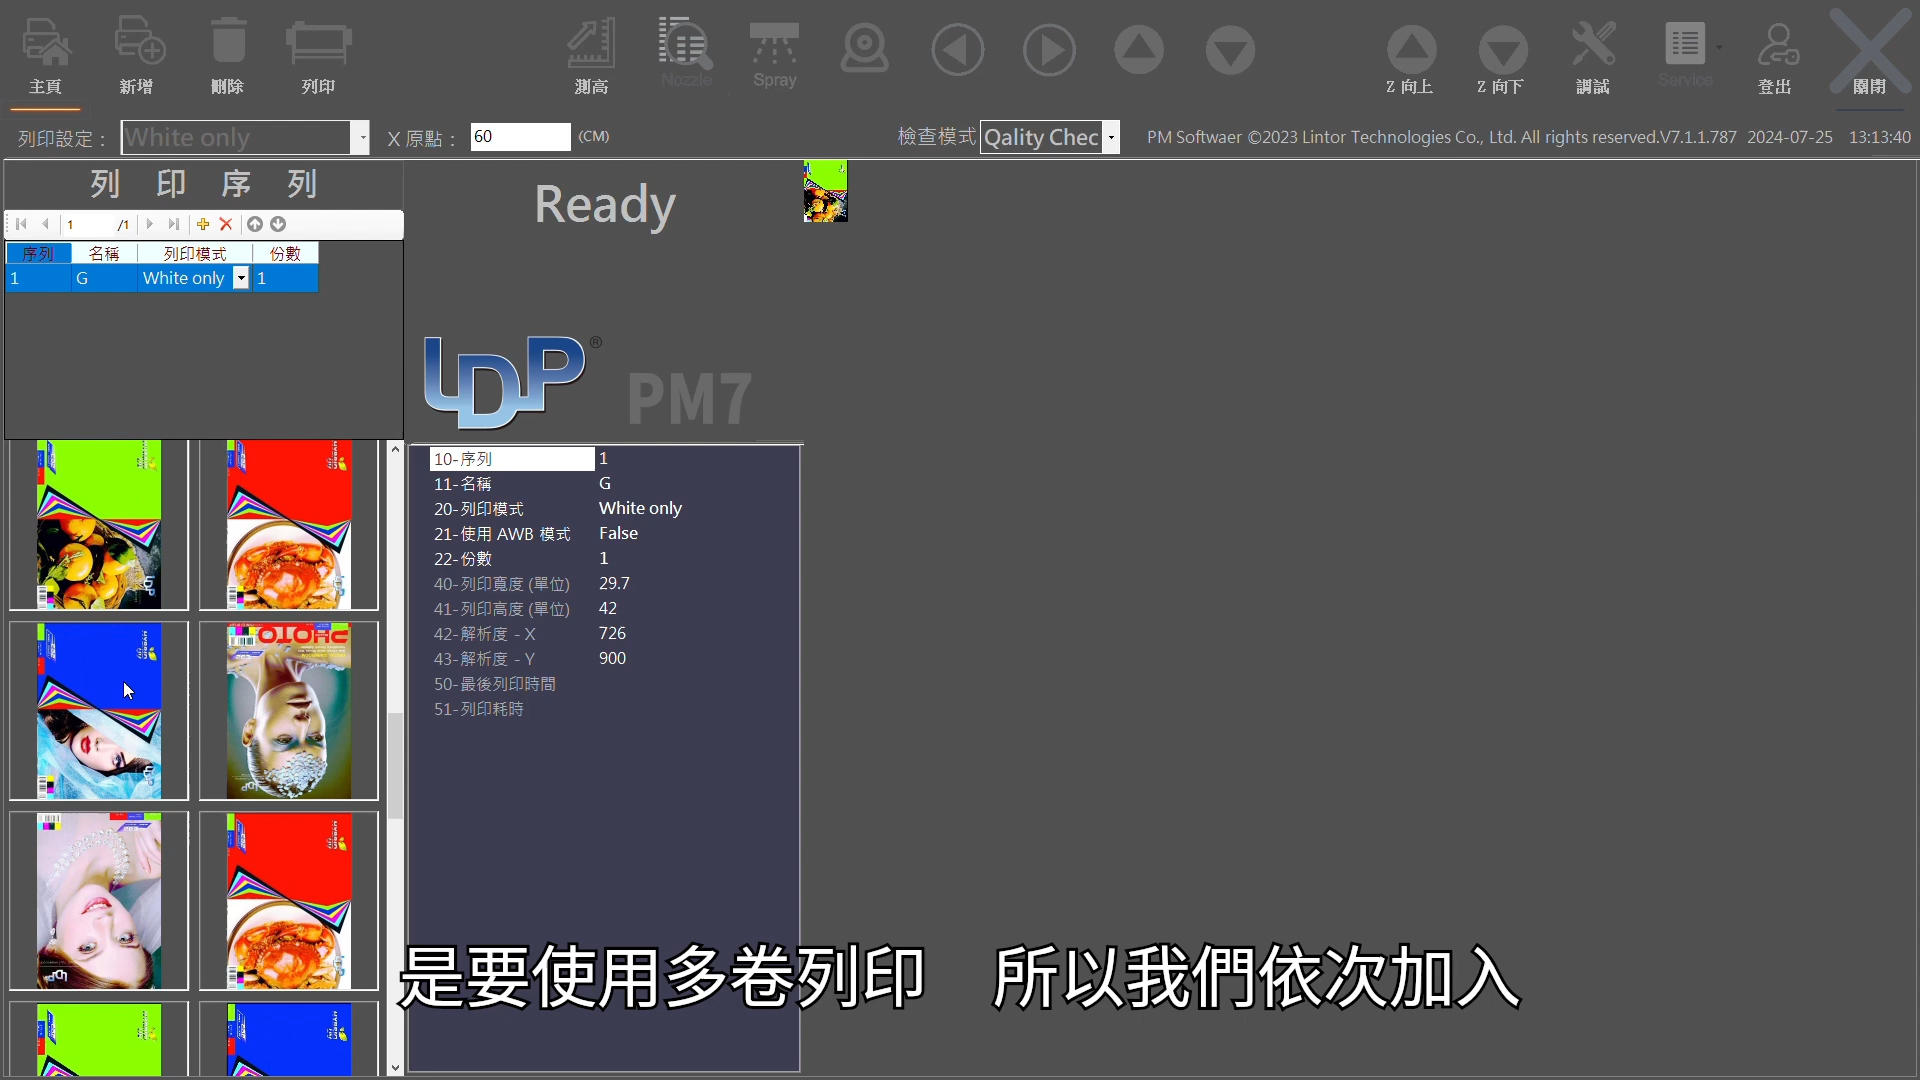 主頁
新增
刪除
列印
測高
Nozzle
Spray
Z 向上
Z 向下
調試
Service
登出
關閉
列印設定：
White only
X 原點：
60
(CM)
檢查模式
Qality Chec
PM Softwaer ©2023 Lintor Technologies Co., Ltd. All rights reserved.V7.1.1.787 2024-07-25 13:13:40
列 印 序 列
1 /1
序列 名稱 列印模式 份數
1 G White only 1
Ready
LDP®
PM7
10-序列 1
11-名稱 G
20-列印模式 White only
21-使用 AWB 模式 False
22-份數 1
40-列印寬度 (單位) 29.7
41-列印高度 (單位) 42
42-解析度 - X 726
43-解析度 - Y 900
50-最後列印時間
51-列印耗時
是要使用多卷列印 所以我們依次加入